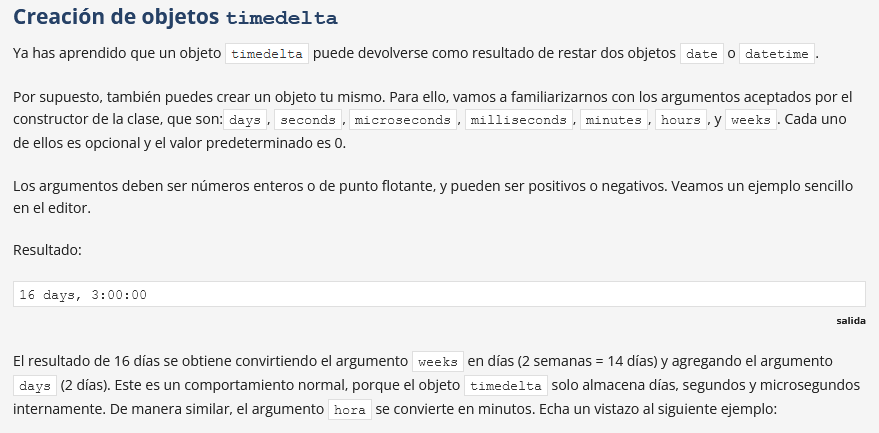 Creación de objetos timedelta
Ya has aprendido que un objeto timedelta puede devolverse como resultado de restar dos objetos date o datetime.
Por supuesto, también puedes crear un objeto tu mismo. Para ello, vamos a familiarizarnos con los argumentos aceptados por el
constructor de la clase, que son: days, seconds, microseconds, milliseconds, minutes, hours, y weeks. Cada uno
de ellos es opcional y el valor predeterminado es 0.
Los argumentos deben ser números enteros o de punto flotante, y pueden ser positivos o negativos. Veamos un ejemplo sencillo
en el editor.
Resultado:
16 days, 3:00:00
salida
El resultado de 16 días se obtiene convirtiendo el argumento weeks en días (2 semanas = 14 días) y agregando el argumento
days (2 días). Este es un comportamiento normal, porque el objeto timedelta solo almacena días, segundos y microsegundos
internamente. De manera similar, el argumento hora se convierte en minutos. Echa un vistazo al siguiente ejemplo: